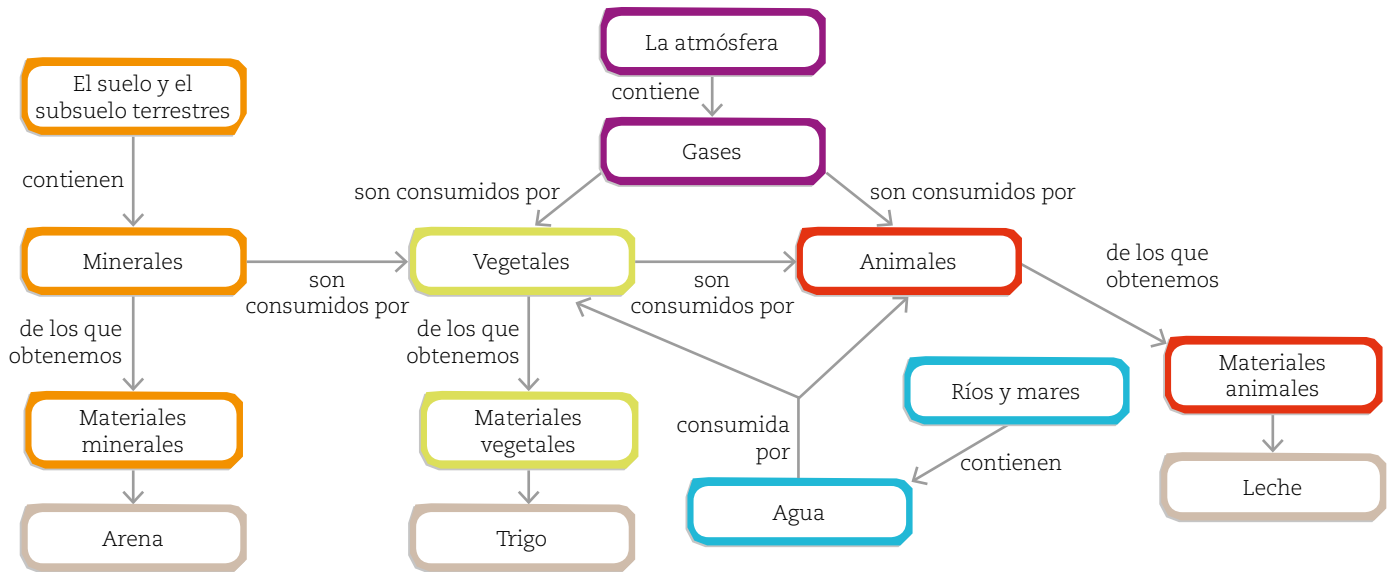 La atmósfera
El suelo y el
subsuelo terrestres
contiene
Gases
contienen
son consumidos por
son consumidos por
Minerales
son
consumidos por
Vegetales
son
consumidos por
Animales
de los que
obtenemos
de los que
obtenemos
de los que
obtenemos
Materiales
animales
Ríos y mares
Materiales
minerales
Materiales
vegetales
consumida
por
contienen
Leche
Agua
Arena
Trigo